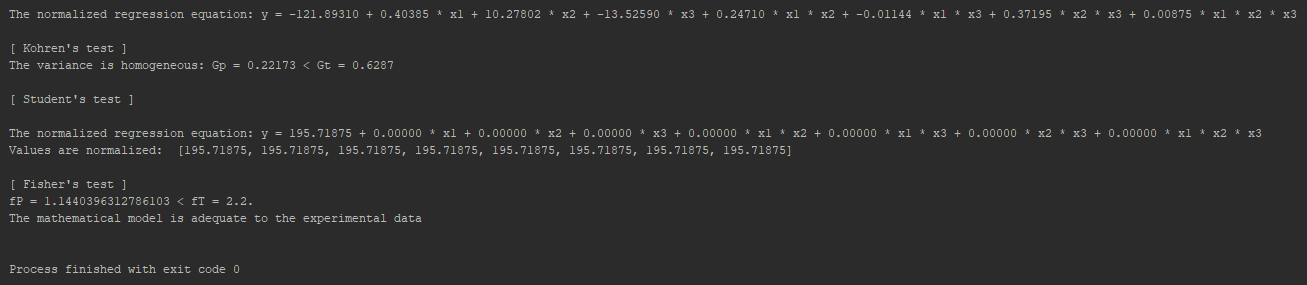 The normalized regression equation: y = -121.89310 + 0.40385 * x1 + 10.27802 * x2 + -13.52590 * x3 + 0.24710 * x1 * x2 + -0.01144 * x1 * x3 + 0.37195 * x2 * x3 + 0.00875 * x1 * x2 * x3
[ Kohren's test ]
The variance is homogeneous: Gp = 0.22173 < Gt = 0.6287
[ Student's test ]
The normalized regression equation: y = 195.71875 + 0.00000 * x1 + 0.00000 * x2 + 0.00000 * x3 + 0.00000 * x1 * x2 + 0.00000 * x1 * x3 + 0.00000 * x2 * x3 + 0.00000 * x1 * x2 * x3
Values are normalized:  [195.71875, 195.71875, 195.71875, 195.71875, 195.71875, 195.71875, 195.71875, 195.71875]
[ Fisher's test ]
fP = 1.1440396312786103 < fT = 2.2.
The mathematical model is adequate to the experimental data
Process finished with exit code 0